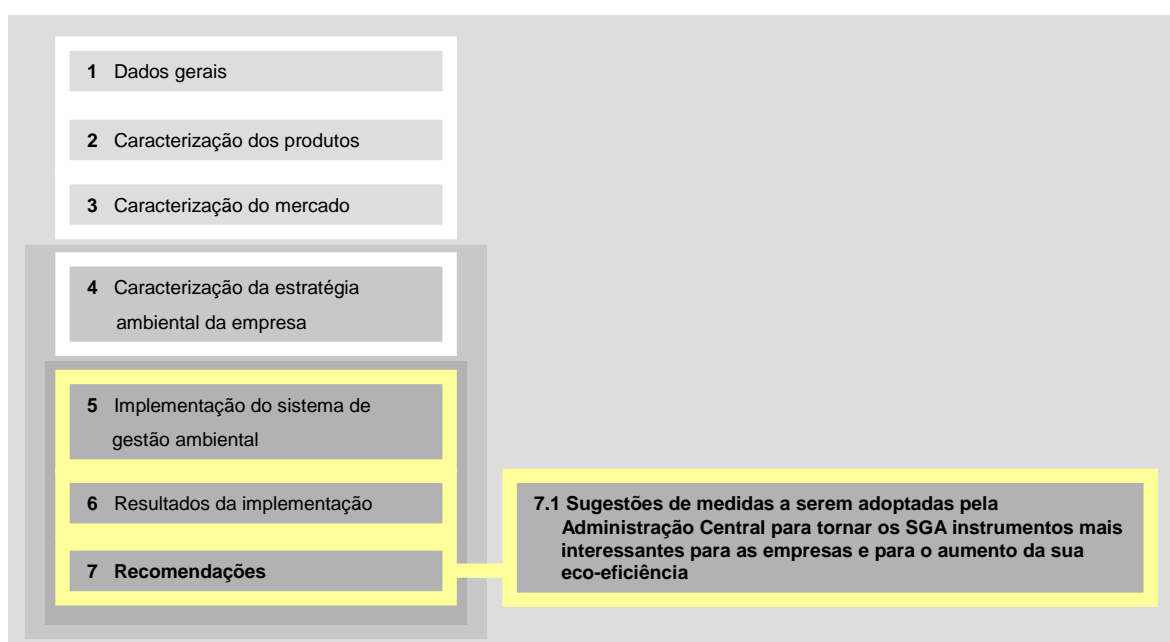 1 Dados gerais
2 Caracterização dos produtos
3 Caracterização do mercado
4 Caracterização da estratégia
ambiental da empresa
5 Implementação do sistema de
gestão ambiental
6 Resultados da implementação
7 Recomendações
7.1 Sugestões de medidas a serem adoptadas pela
Administração Central para tornar os SGA instrumentos mais
interessantes para as empresas e para o aumento da sua
eco-eficiência